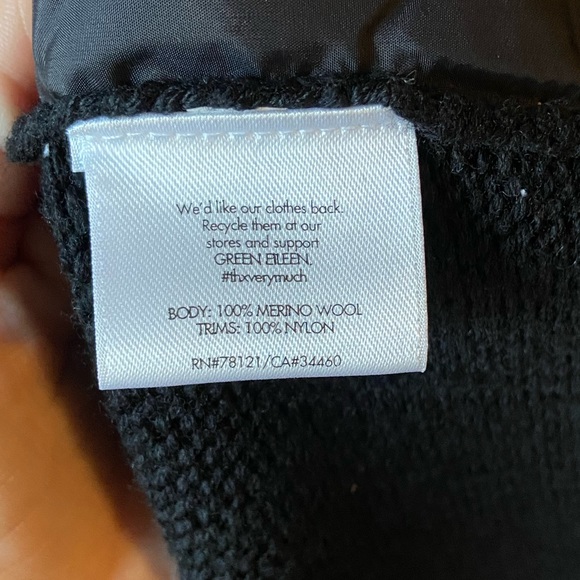 We'd like our clothes back.
Recycle them at our
stores and support
GREEN EILEEN.
#thxverymuch
BODY: 100% MERINO WOOL
TRIMS: 100% NYLON
RN#78121/CA#34460